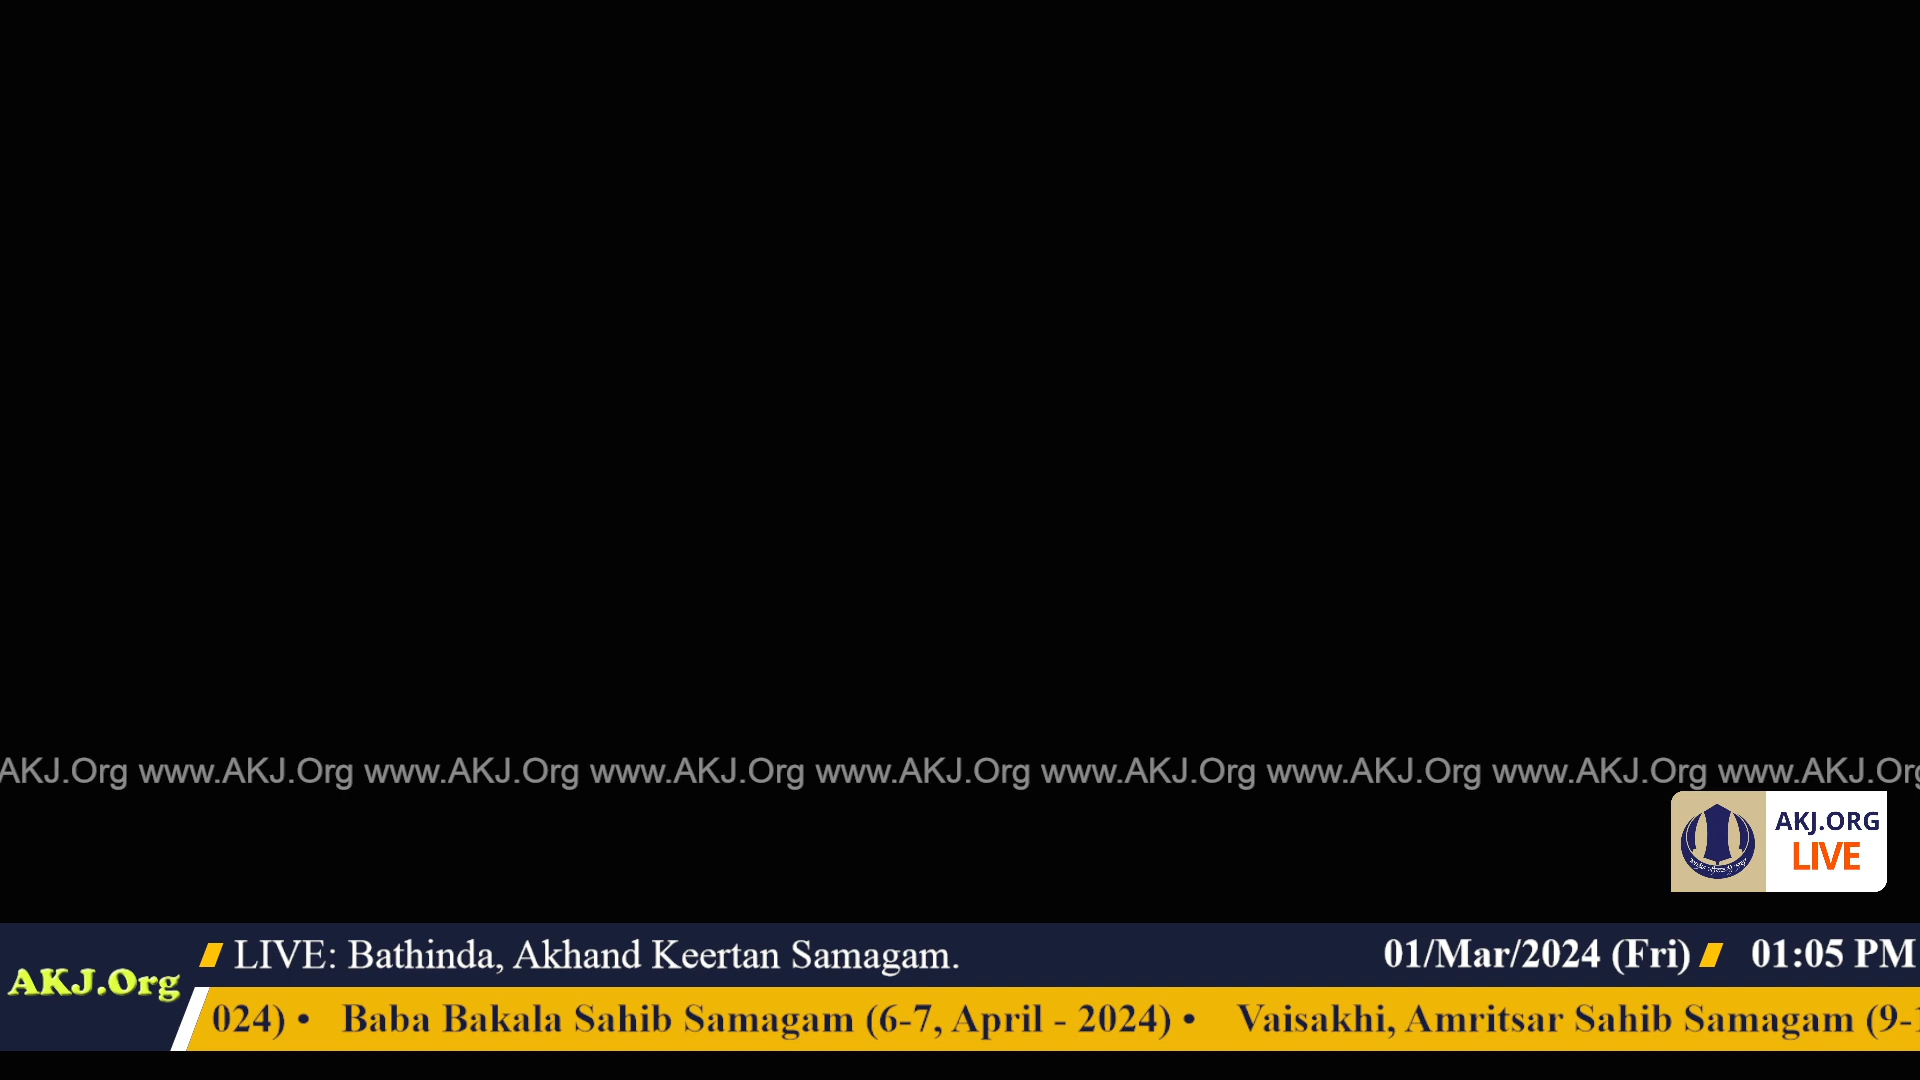 AKJ.Org www.AKJ.Org www.AKJ.Org www.AKJ.Org www.AKJ.Org www.AKJ.Org www.AKJ.Org www.AKJ.Org www.AKJ.Org
AKJ.ORG
LIVE
LIVE: Bathinda, Akhand Keertan Samagam.
01/Mar/2024 (Fri) 01:05 PM
AKJ.Org
024) • Baba Bakala Sahib Samagam (6-7, April - 2024) • Vaisakhi, Amritsar Sahib Samagam (9-